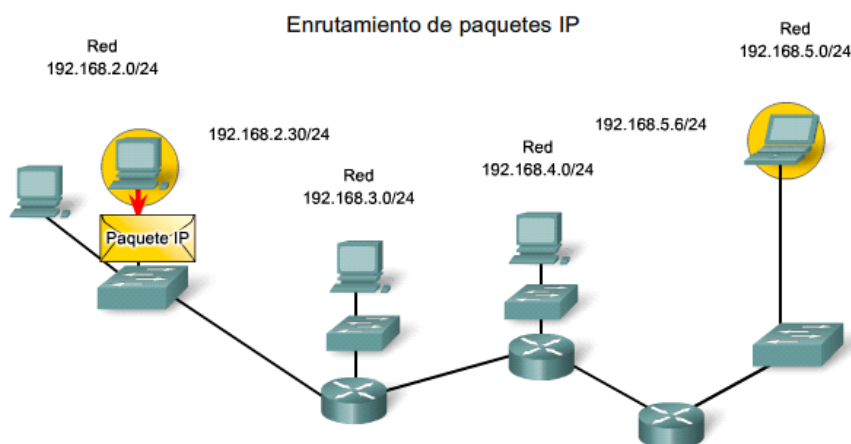 Enrutamiento de paquetes IP
Red
192.168.2.0/24
Red
192.168.5.0/24
192.168.2.30/24
192.168.5.6/24
Red
192.168.3.0/24
Red
192.168.4.0/24
Paquete IP